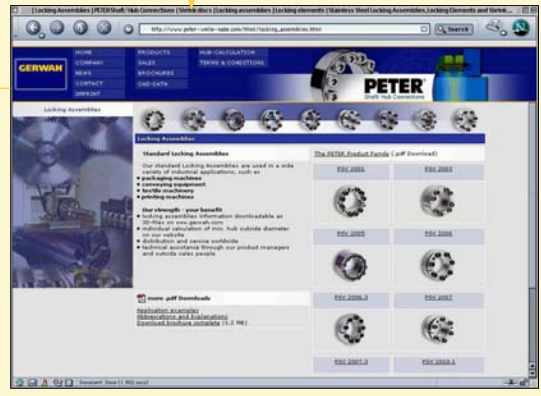 Locking Assemblies | PETER Shaft/Hub Connections | Shrink discs | Locking assemblies | Locking elements | Stainless Steel Locking Assemblies, Locking Elements and Shrink...
Search
HOME
COMPANY
NEWS
CONTACT
IMPRINT
PRODUCTS
SALES
BROCHURES
CAD-DATA
HUB-CALCULATION
TERMS & CONDITIONS
GERWAH
PETER
Shaft Hub Connections
Locking Assemblies
Locking Assemblies
Standard Locking Assemblies
Our standard Locking Assemblies are used in a wide
variety of industrial applications, such as
• packaging machines
• conveying equipment
• textile machinery
• printing machines
Our strength - your benefit
• locking assemblies information downloadable as
3D-files on www.gerwah.com
• individual calculation of min. hub outside diameter
on our website
• distribution and service worldwide
• technical assistance through our product managers
and outside sales people
more .pdf Downloads
Application examples
Abbreviations and Explanations
Download brochure complete (1.2 MB)
The PETER Product Family (.pdf Download)
PSV 2001
PSV 2003
PSV 2005
PSV 2006
PSV 2006.3
PSV 2007
PSV 2007.3
PSV 2010.1